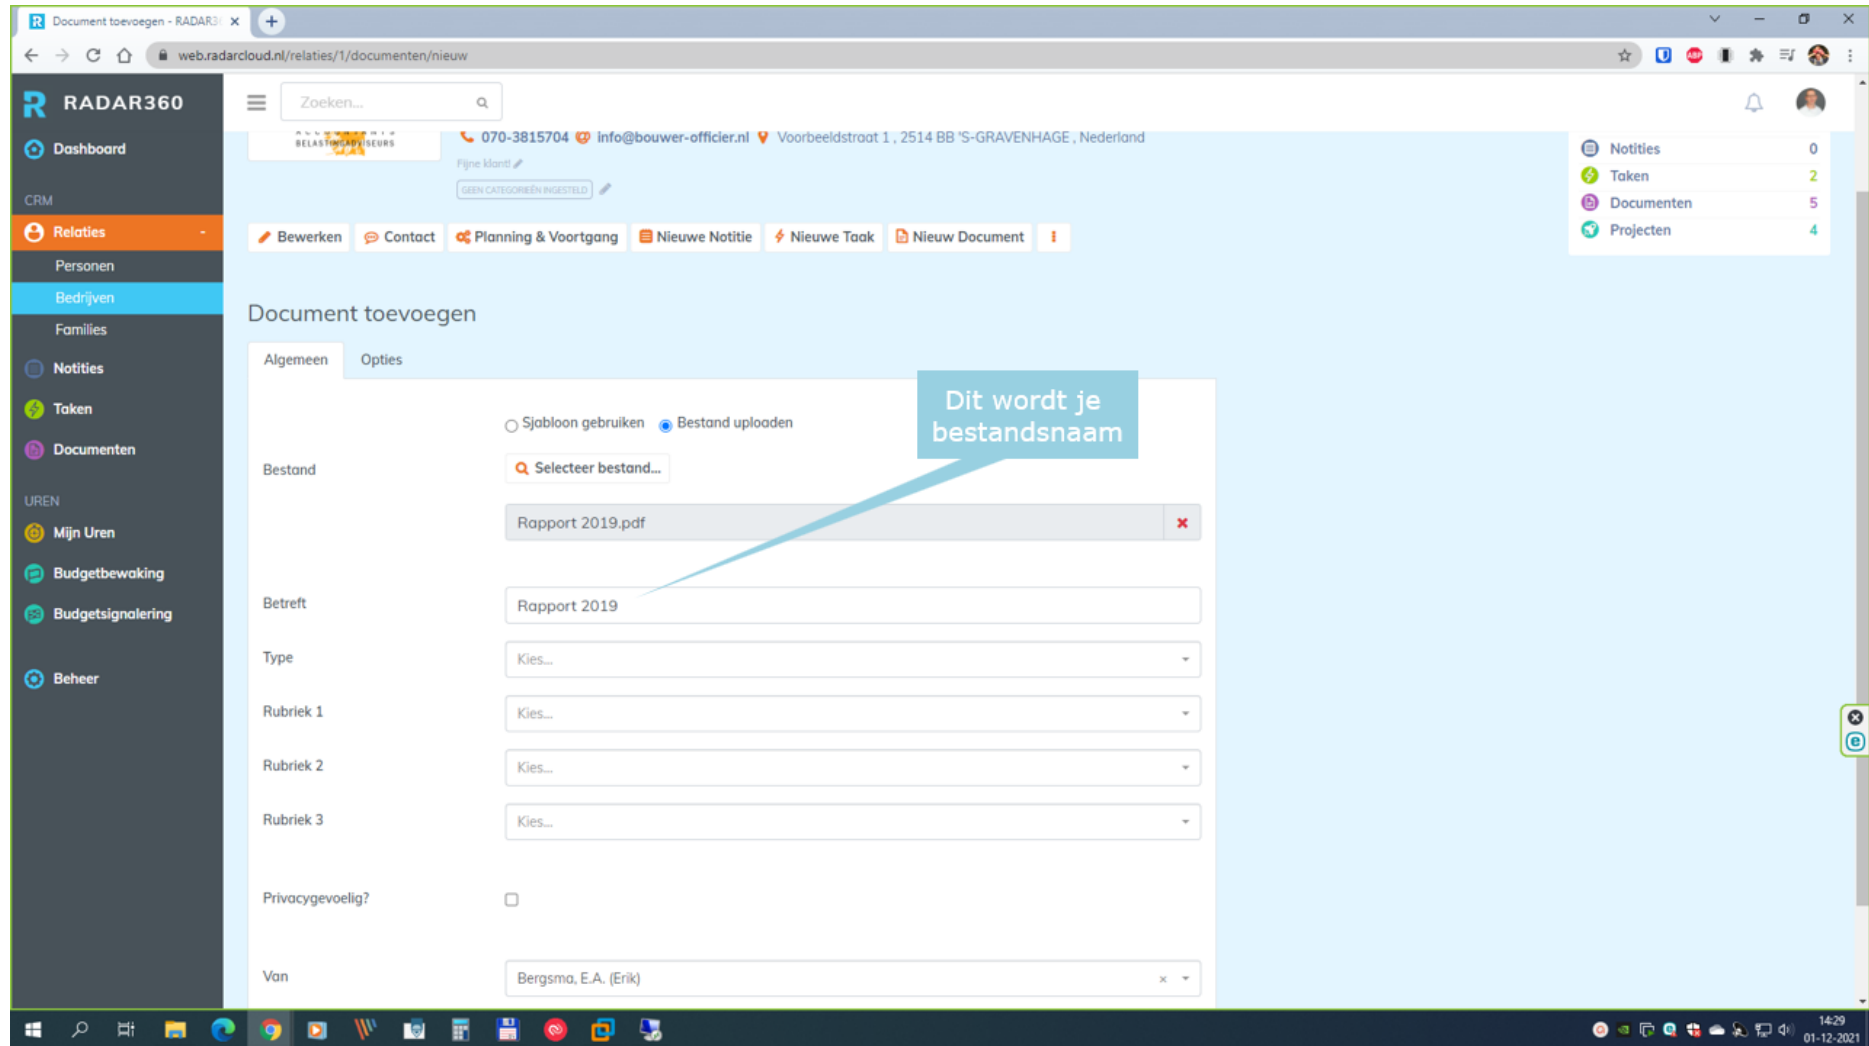 Document toevoegen - RADAR3
web.radarcloud.nl/relaties/1/documenten/nieuw
ABP
RADAR360
Zoeken...
Dashboard
CRM
Relaties
Personen
Bedrijven
Families
Notities
Taken
Documenten
UREN
Mijn Uren
Budgetbewaking
Budgetsignalering
Beheer
ACCOUNTANTS
BELASTINGADVISEURS
070-3815704 info@bouwer-officier.nl Voorbeeldstraat 1 , 2514 BB 'S-GRAVENHAGE , Nederland
Fijne klant!
GEEN CATEGORIEËN INGESTELD
Bewerken Contact Planning & Voortgang Nieuwe Notitie Nieuwe Taak Nieuw Document
Notities 0
Taken 2
Documenten 5
Projecten 4
Document toevoegen
Algemeen Opties
Sjabloon gebruiken Bestand uploaden
Dit wordt je
bestandsnaam
Bestand Selecteer bestand...
Rapport 2019.pdf
Betreft Rapport 2019
Type Kies...
Rubriek 1 Kies...
Rubriek 2 Kies...
Rubriek 3 Kies...
Privacygevoelig?
Van Bergsma, E.A. (Erik)
14:29
01-12-2021